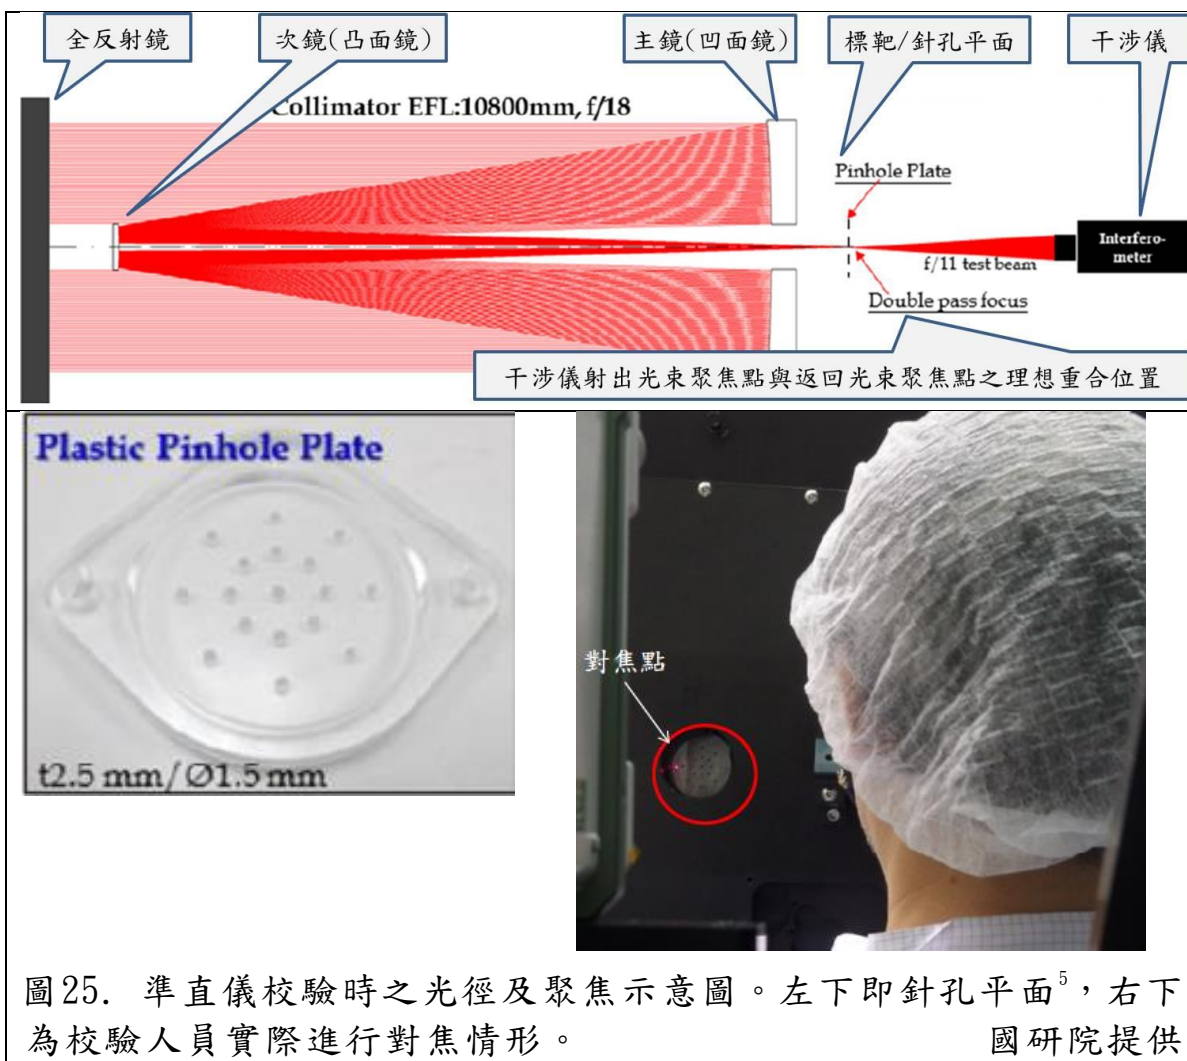 全反射鏡
次鏡(凸面鏡)
主鏡(凹面鏡)
標靶/針孔平面
干涉儀
Collimator EFL:10800mm, f/18
Pinhole Plate
Interfero-
meter
f/11 test beam
Double pass focus
干涉儀射出光束聚焦點與返回光束聚焦點之理想重合位置
Plastic Pinhole Plate
t2.5 mm/Ø1.5 mm
對焦點
圖25. 準直儀校驗時之光徑及聚焦示意圖。左下即針孔平面⁵，右下
為校驗人員實際進行對焦情形。 國研院提供